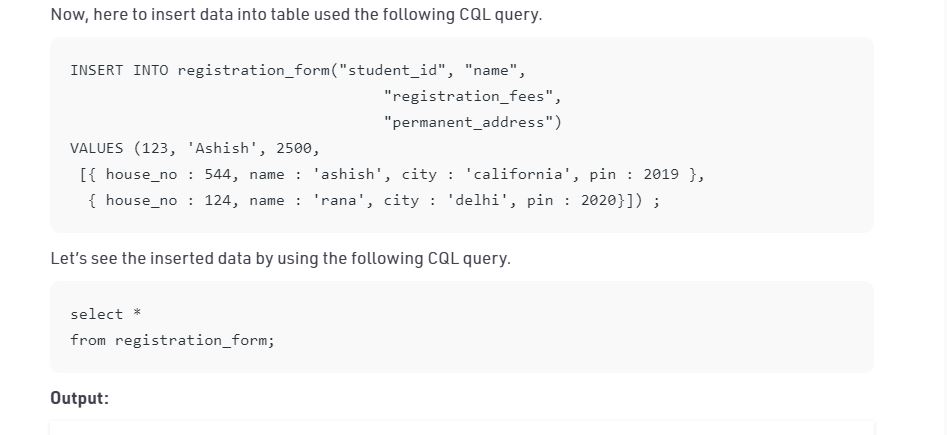 Now, here to insert data into table used the following CQL query.
INSERT INTO registration_form("student_id", "name",
"registration_fees",
"permanent_address")
VALUES (123, 'Ashish', 2500,
[{ house_no : 544, name : 'ashish', city : 'california', pin : 2019 },
{ house_no : 124, name : 'rana', city : 'delhi', pin : 2020}]) ;
Let's see the inserted data by using the following CQL query.
select *
from registration_form;
Output: